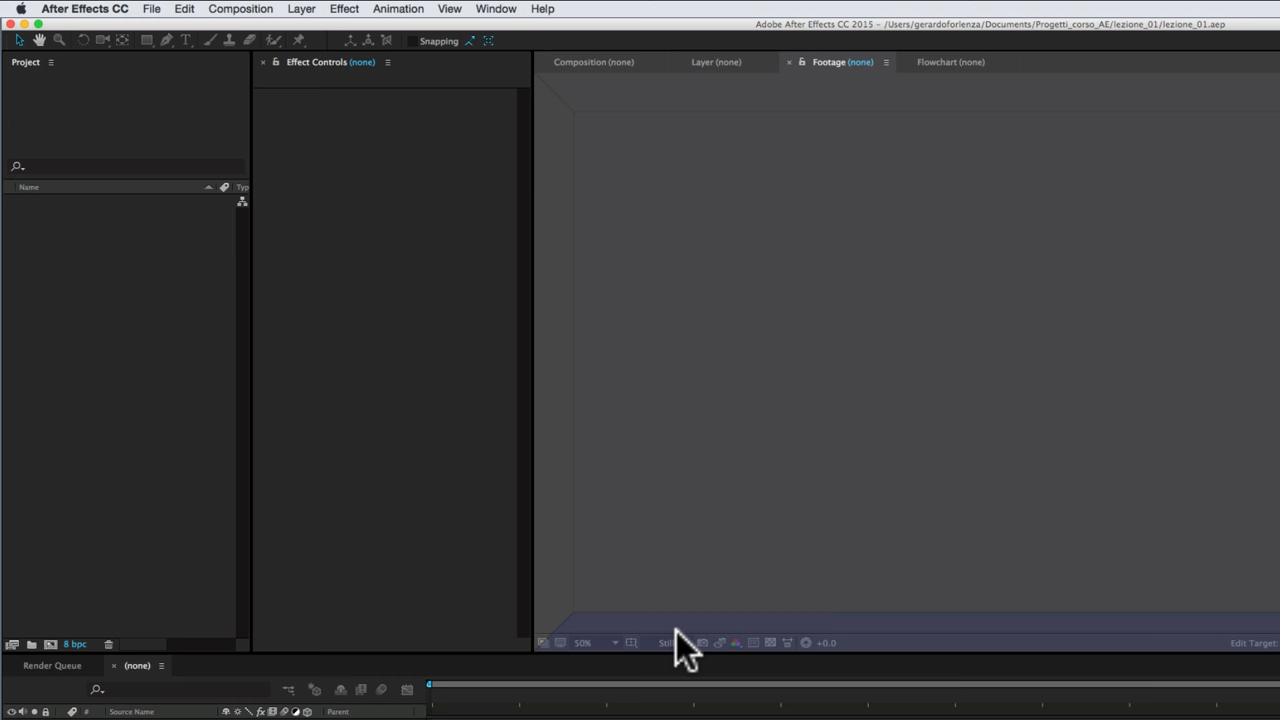 After Effects CC File Edit Composition Layer Effect Animation View Window Help
Adobe After Effects CC 2015 - /Users/gerardoforlenza/Documents/Progetti_corso_AE/lezione_01/lezione_01.aep
Snapping
Project
Effect Controls (none)
Composition (none)
Layer (none)
Footage (none)
Flowchart (none)
Name
Typ
8 bpc
50%
+0.0
Edit Target:
Render Queue
(none)
#
Source Name
fx
Parent